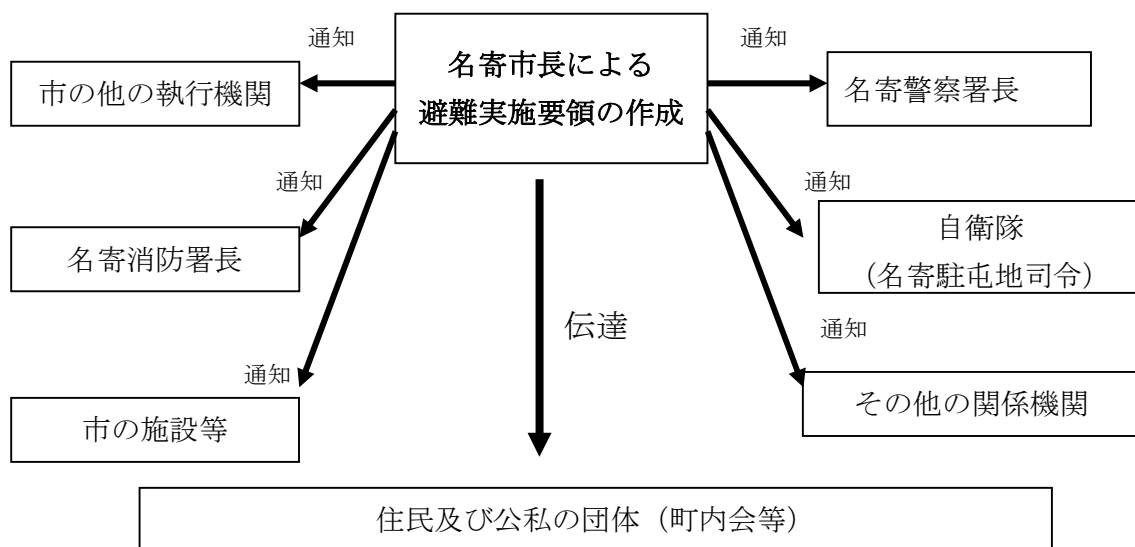 通知
通知
名寄市長による
避難実施要領の作成
市の他の執行機関
名寄警察署長
通知
通知
名寄消防署長
自衛隊
（名寄駐屯地司令）
伝達
通知
通知
市の施設等
その他の関係機関
住民及び公私の団体（町内会等）